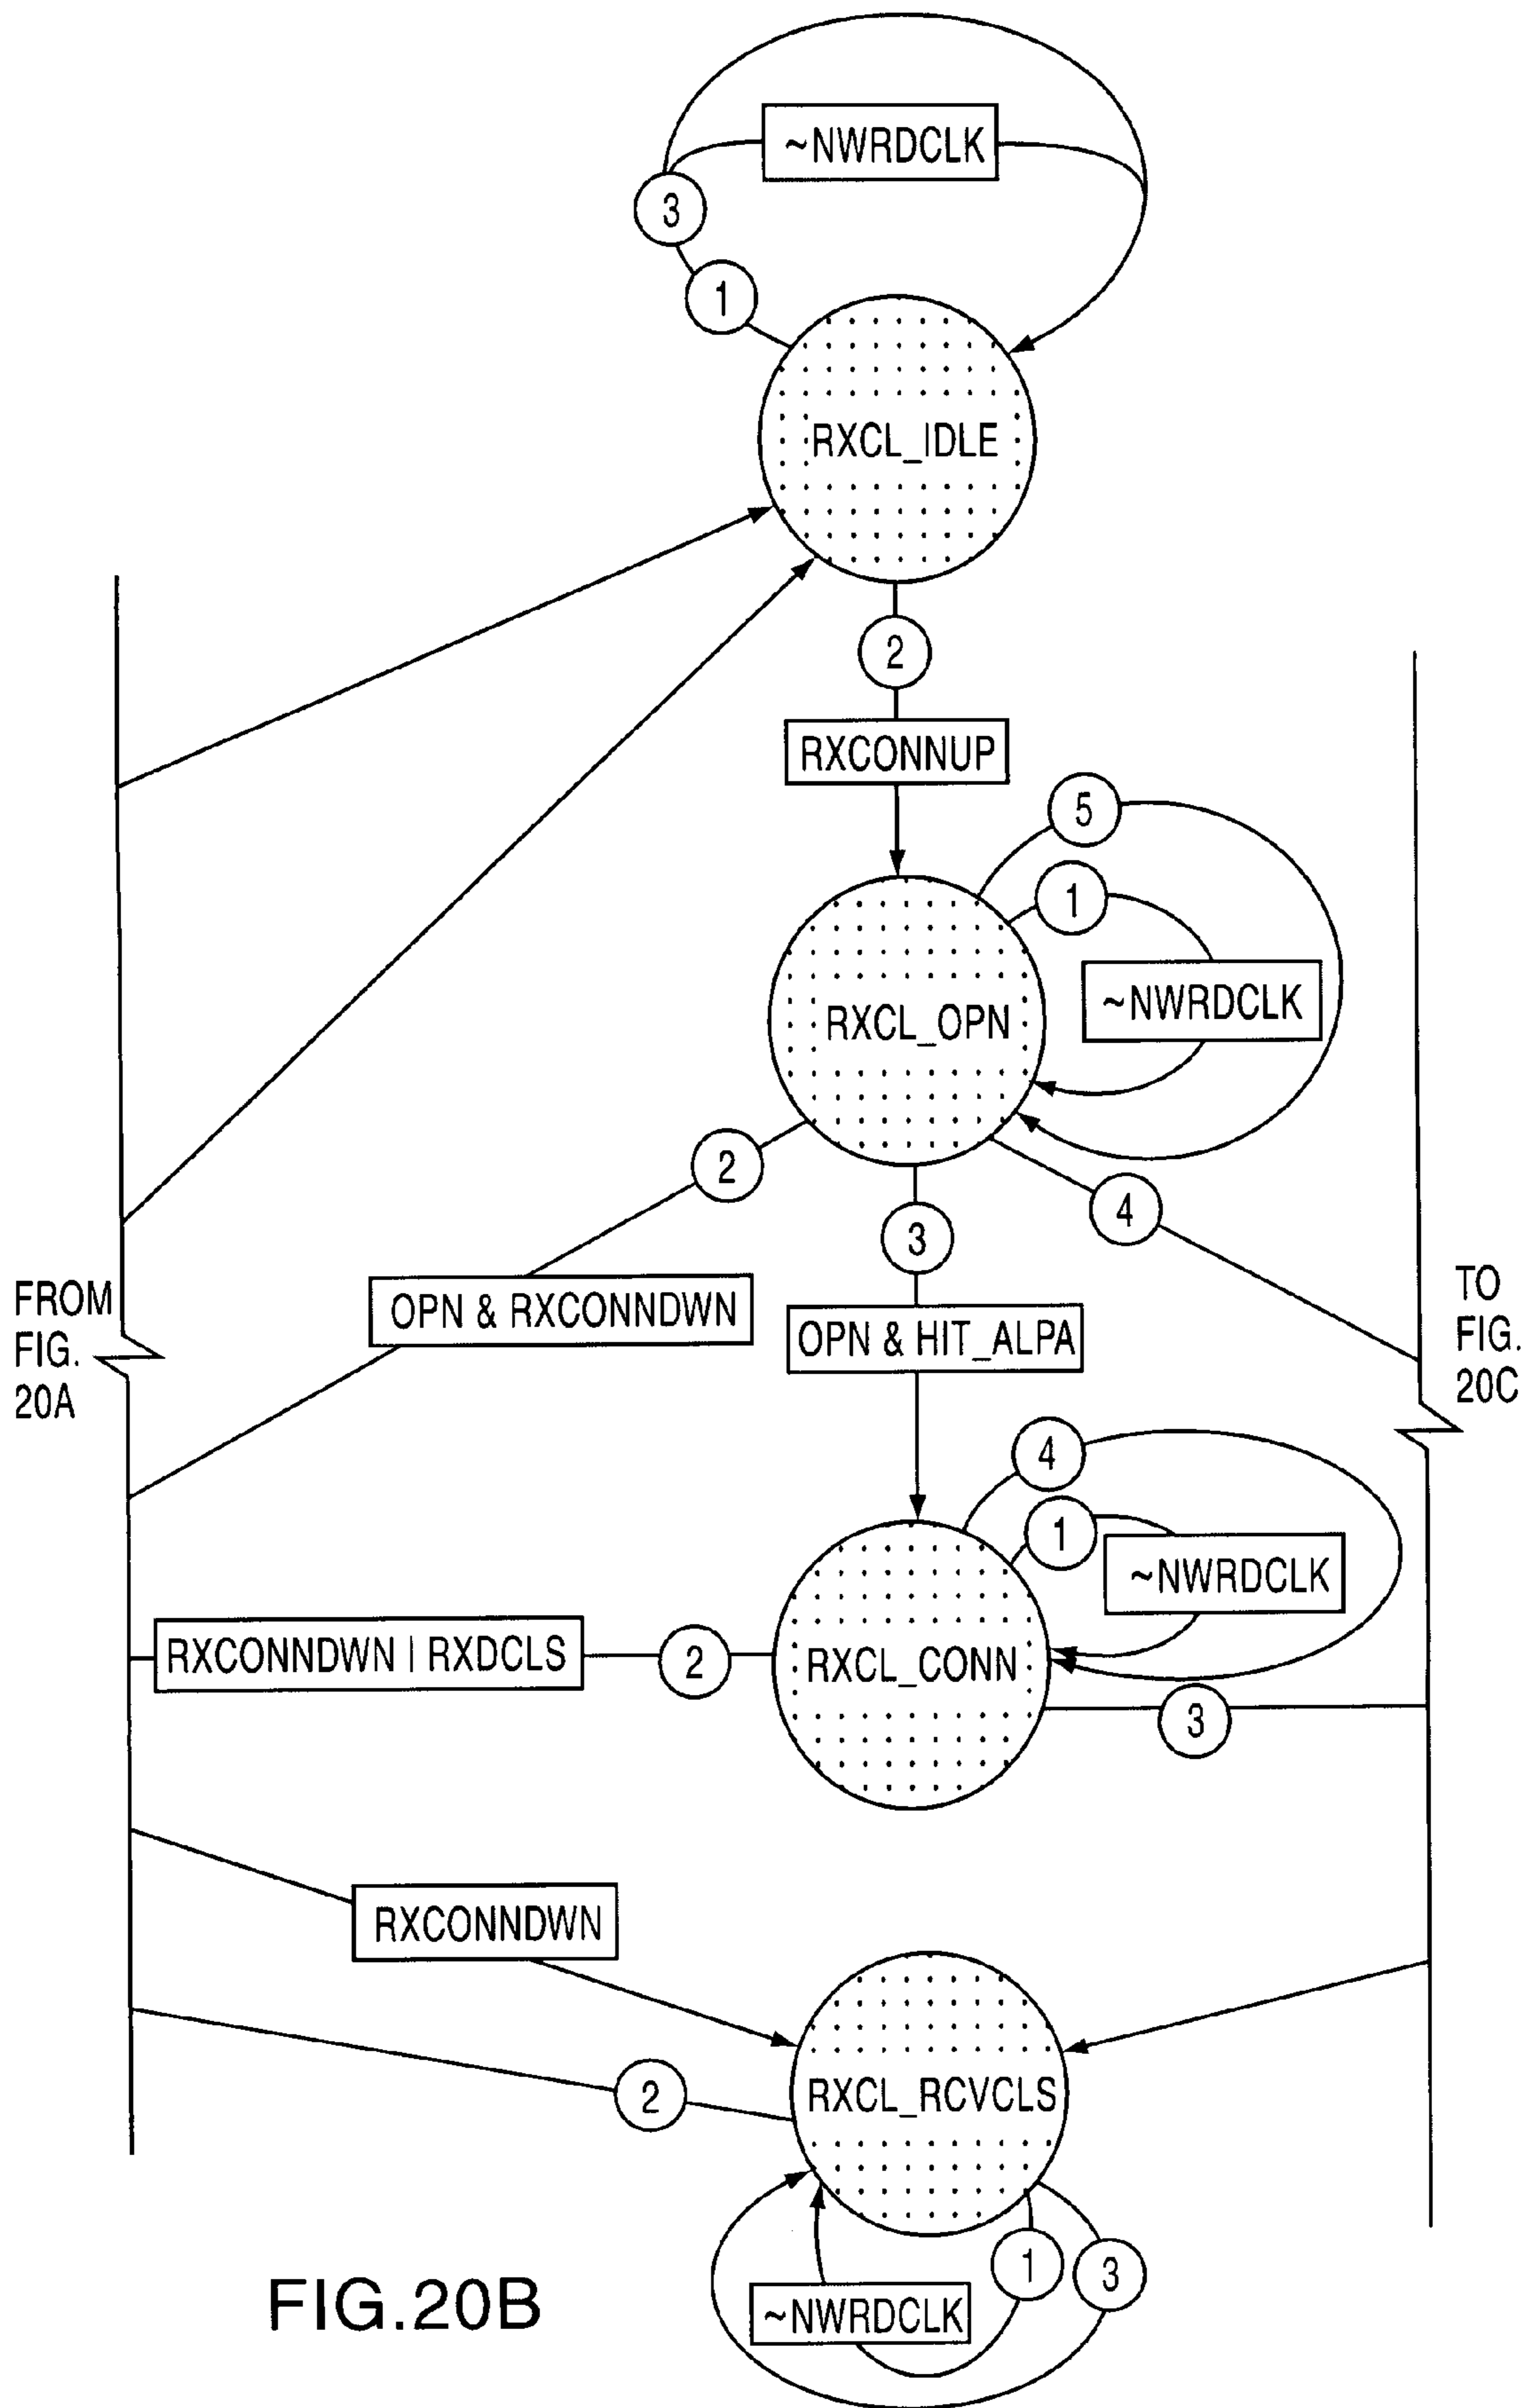 ~NWRDCLK
3
1
RXCL_IDLE
2
RXCONNUP
5
1
~NWRDCLK
RXCL_OPN
2
4
3
FROM
FIG.
20A
OPN & RXCONNDWN
OPN & HIT_ALPA
TO
FIG.
20C
4
1
~NWRDCLK
RXCONNDWN | RXDCLS
2
RXCL_CONN
3
RXCONNDWN
RXCL_RCVCLS
2
1
3
~NWRDCLK
FIG.20B